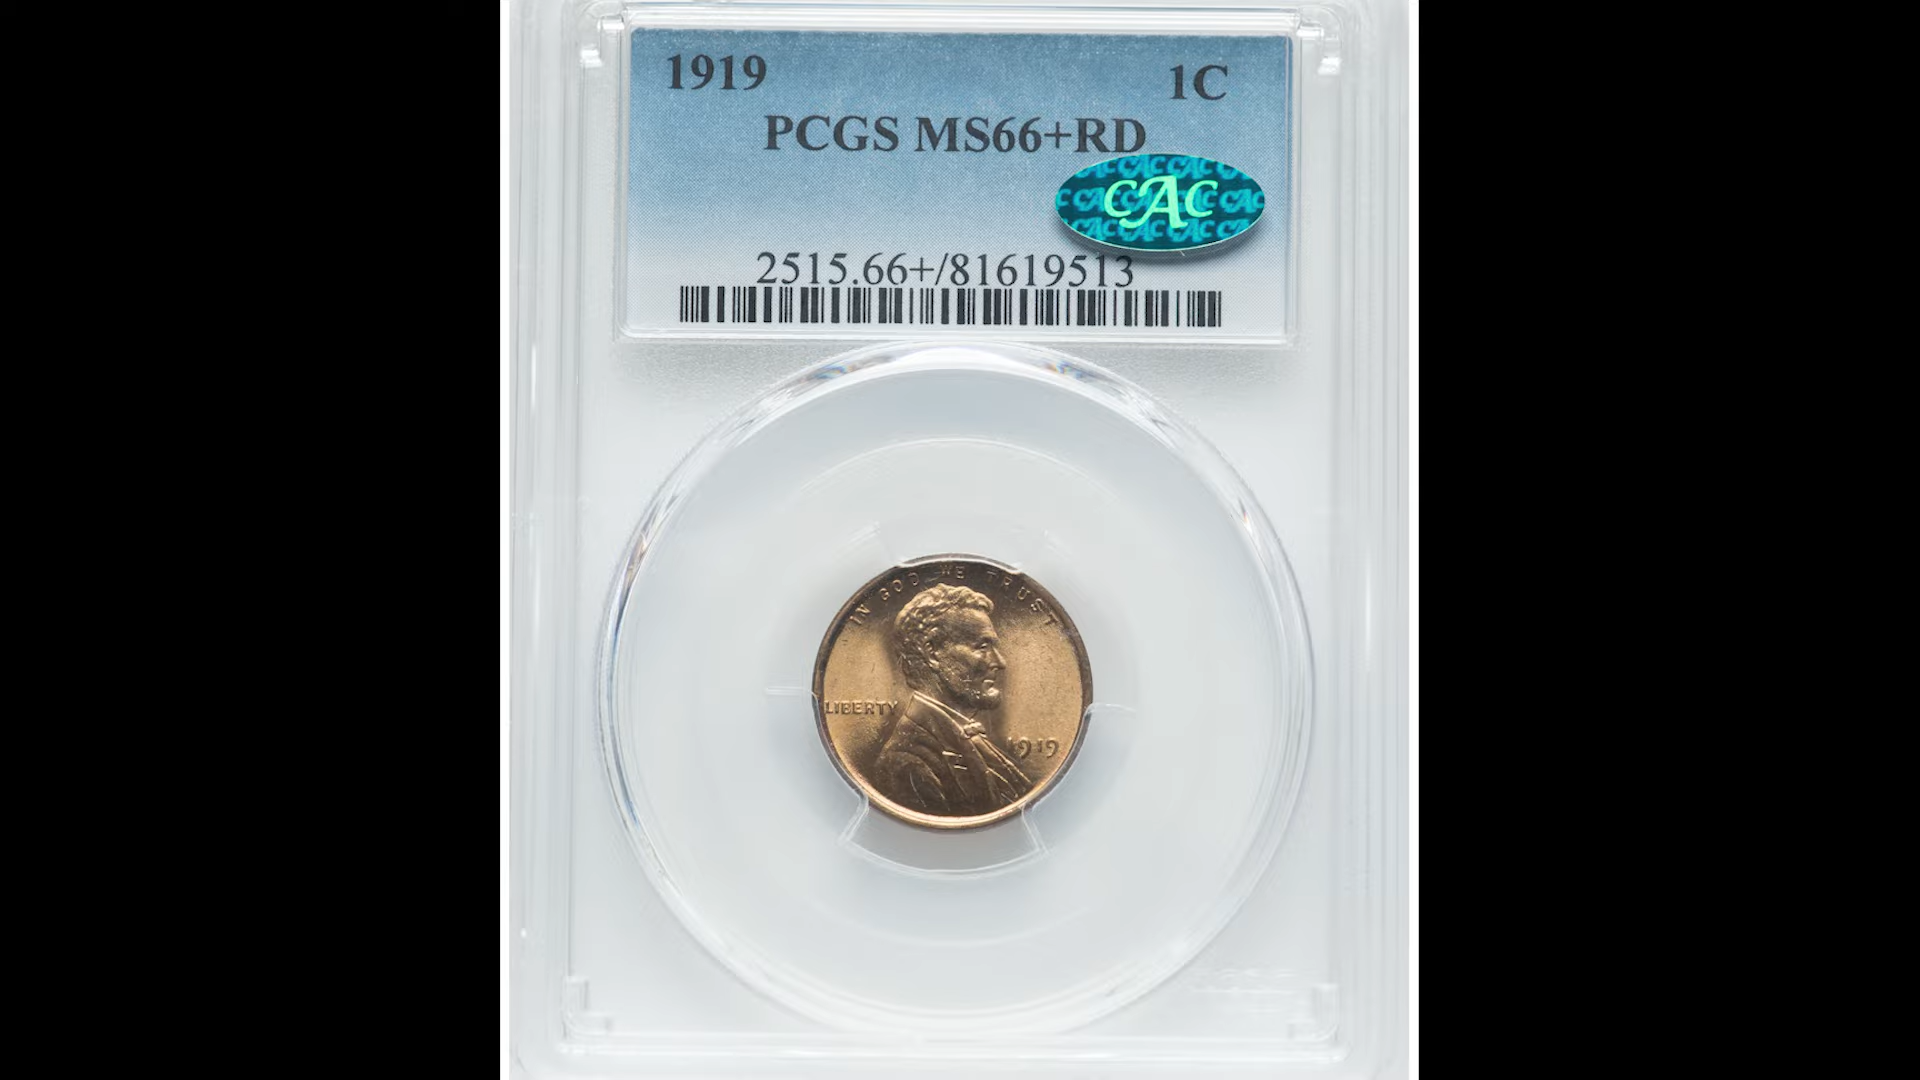 1919 1C
PCGS MS66+RD
CAC
2515.66+/81619513
IN GOD WE TRUST
LIBERTY
1919